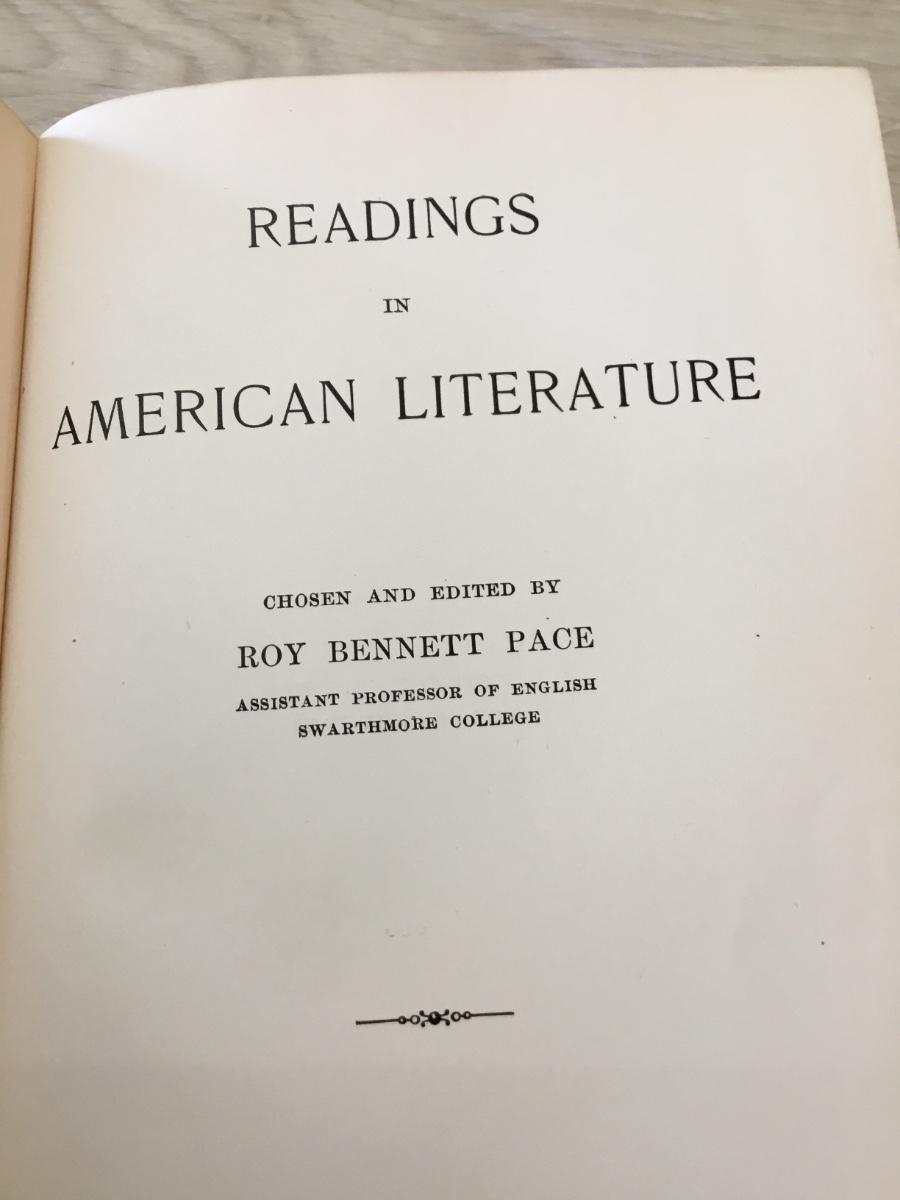 READINGS
IN
AMERICAN LITERATURE
CHOSEN AND EDITED BY
ROY BENNETT PACE
ASSISTANT PROFESSOR OF ENGLISH
SWARTHMORE COLLEGE